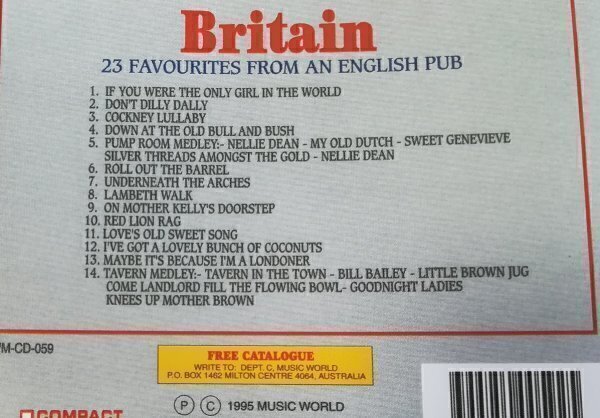 Britain
23 FAVOURITES FROM AN ENGLISH PUB
1. IF YOU WERE THE ONLY GIRL IN THE WORLD
2. DON'T DILLY DALLY
3. COCKNEY LULLABY
4. DOWN AT THE OLD BULL AND BUSH
5. PUMP ROOM MEDLEY:- NELLIE DEAN - MY OLD DUTCH - SWEET GENEVIEVE
SILVER THREADS AMONGST THE GOLD - NELLIE DEAN
6. ROLL OUT THE BARREL
7. UNDERNEATH THE ARCHES
8. LAMBETH WALK
9. ON MOTHER KELLY'S DOORSTEP
10. RED LION RAG
11. LOVE'S OLD SWEET SONG
12. I'VE GOT A LOVELY BUNCH OF COCONUTS
13. MAYBE IT'S BECAUSE I'M A LONDONER
14. TAVERN MEDLEY:- TAVERN IN THE TOWN - BILL BAILEY - LITTLE BROWN JUG
COME LANDLORD FILL THE FLOWING BOWL- GOODNIGHT LADIES
KNEES UP MOTHER BROWN
M-CD-059
FREE CATALOGUE
WRITE TO: DEPT. C, MUSIC WORLD
P.O. BOX 1462 MILTON CENTRE 4064, AUSTRALIA
Ⓟ Ⓒ 1995 MUSIC WORLD
COMPACT